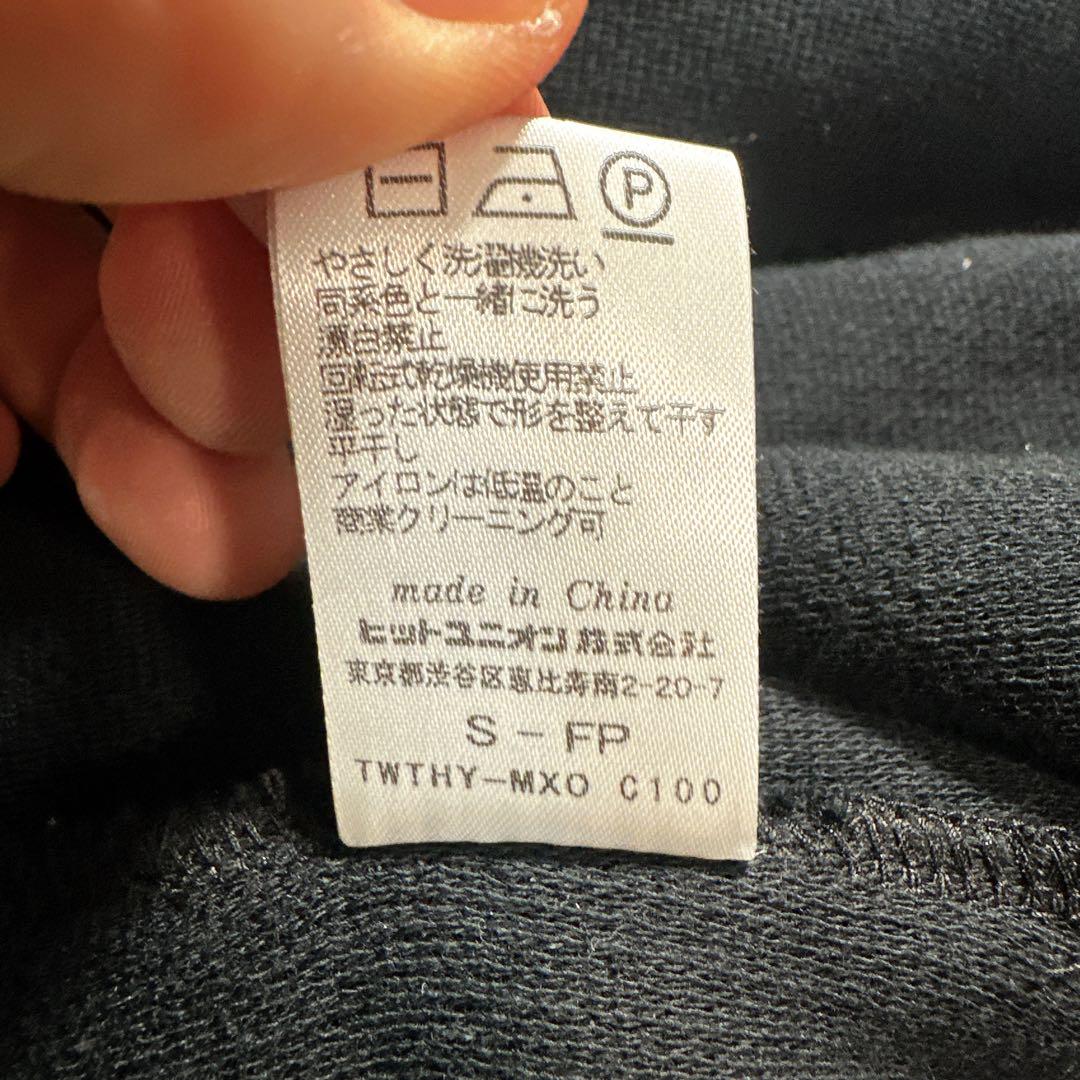 P
やさしく洗濯機洗い
同系色と一緒に洗う
漂白禁止
回転式乾燥機使用禁止
湿った状態で形を整えて干す
平干し
アイロンは低温のこと
商業クリーニング可
made in China
ヒットユニオン株式会社
東京都渋谷区恵比寿南2-20-7
S - FP
TWTHY-MXO C100